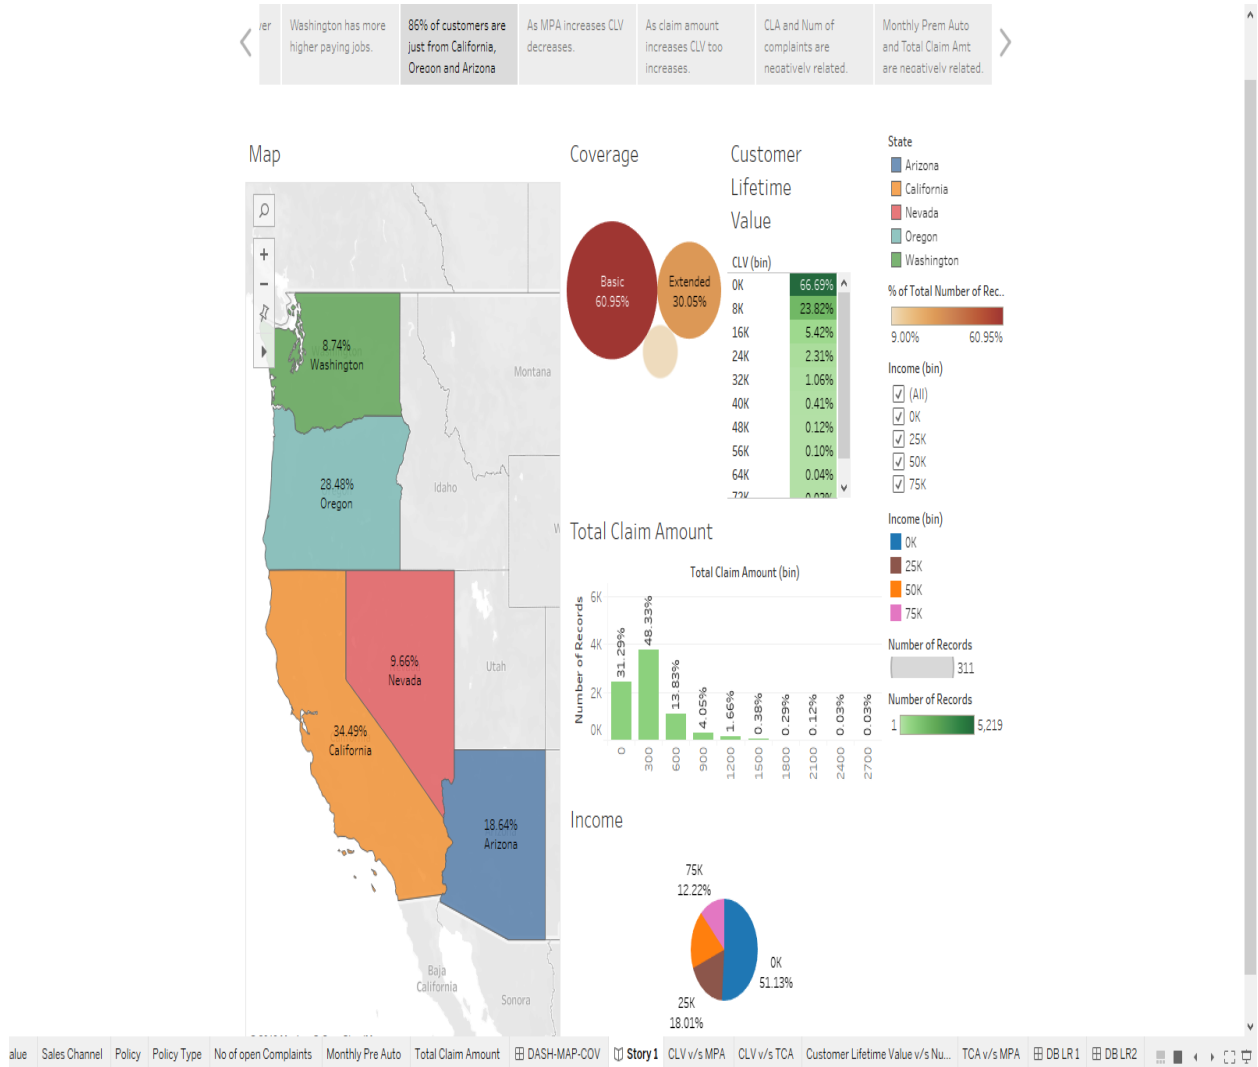 ver
Washington has more
higher paying jobs.
86% of customers are
just from California,
Oregon and Arizona
As MPA increases CLV
decreases.
As claim amount
increases CLV too
increases.
CLA and Num of
complaints are
negatively related.
Monthly Prem Auto
and Total Claim Amt
are negatively related.
Map
8.74%
Washington
28.48%
Oregon
9.66%
Nevada
34.49%
California
18.64%
Arizona
Montana
Idaho
W
Utah
Baja
California
Sonora
Coverage
Basic
60.95%
Extended
30.05%
Customer
Lifetime
Value
CLV (bin)
0K 66.69%
8K 23.82%
16K 5.42%
24K 2.31%
32K 1.06%
40K 0.41%
48K 0.12%
56K 0.10%
64K 0.04%
72K 0.02%
Total Claim Amount
Total Claim Amount (bin)
Number of Records
6K
4K
2K
0K
31.29%
48.33%
13.83%
4.05%
1.66%
0.38%
0.29%
0.12%
0.03%
0.03%
0
300
600
900
1200
1500
1800
2100
2400
2700
Income
75K
12.22%
0K
51.13%
25K
18.01%
State
Arizona
California
Nevada
Oregon
Washington
% of Total Number of Rec..
9.00% 60.95%
Income (bin)
(All)
0K
25K
50K
75K
Income (bin)
0K
25K
50K
75K
Number of Records
311
Number of Records
1 5,219
alue Sales Channel Policy Policy Type No of open Complaints Monthly Pre Auto Total Claim Amount DASH-MAP-COV Story 1 CLV v/s MPA CLV v/s TCA Customer Lifetime Value v/s Nu... TCA v/s MPA DB LR 1 DB LR2